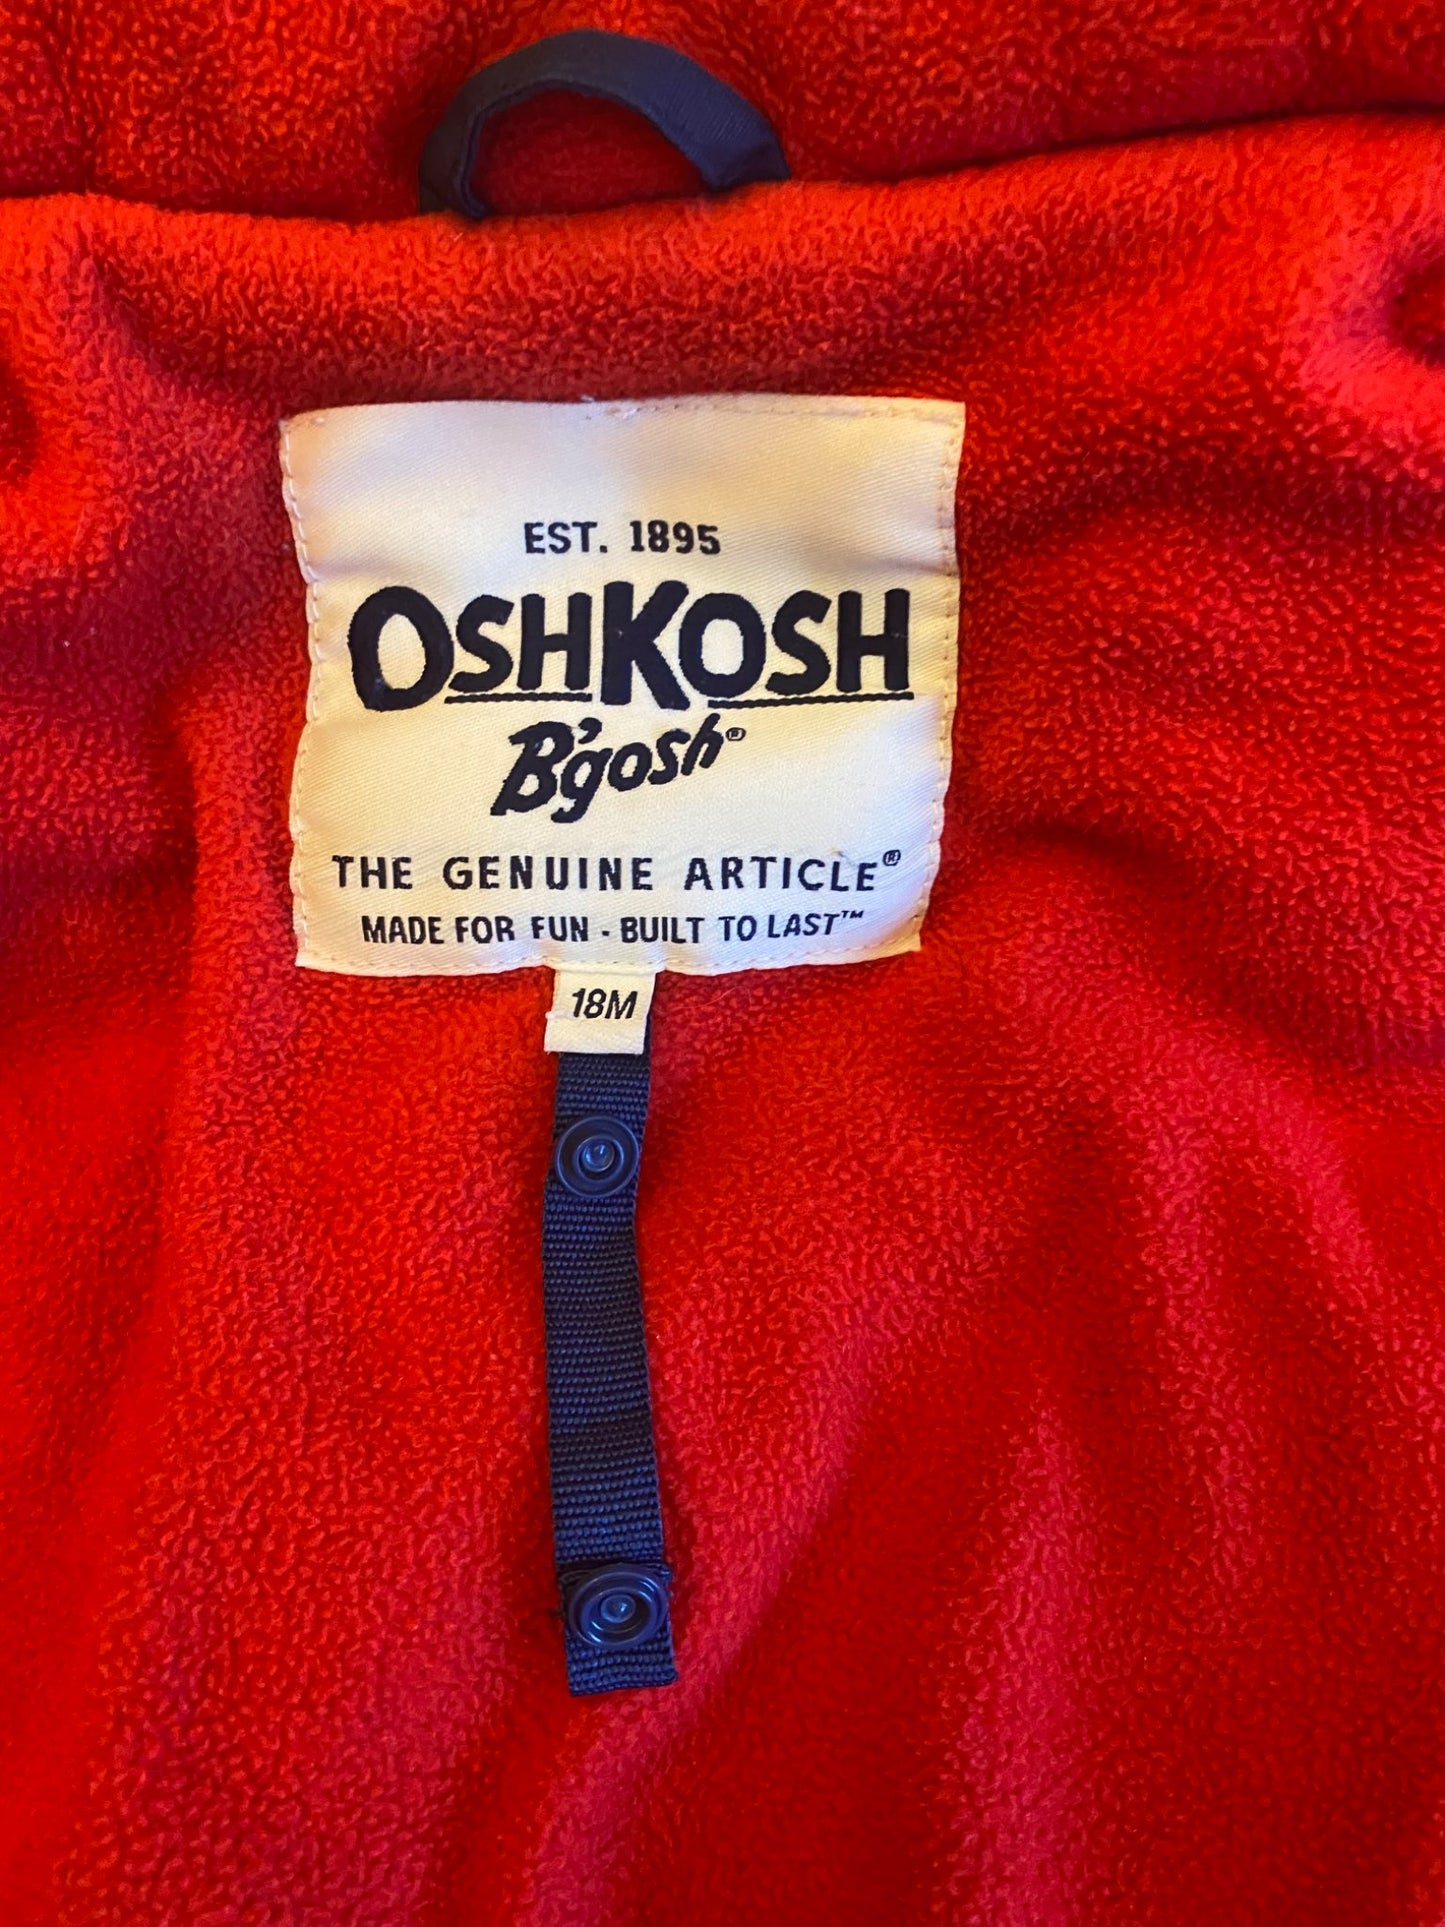 EST. 1895
OSHKOSH
B'gosh®
THE GENUINE ARTICLE®
MADE FOR FUN · BUILT TO LAST™
18M